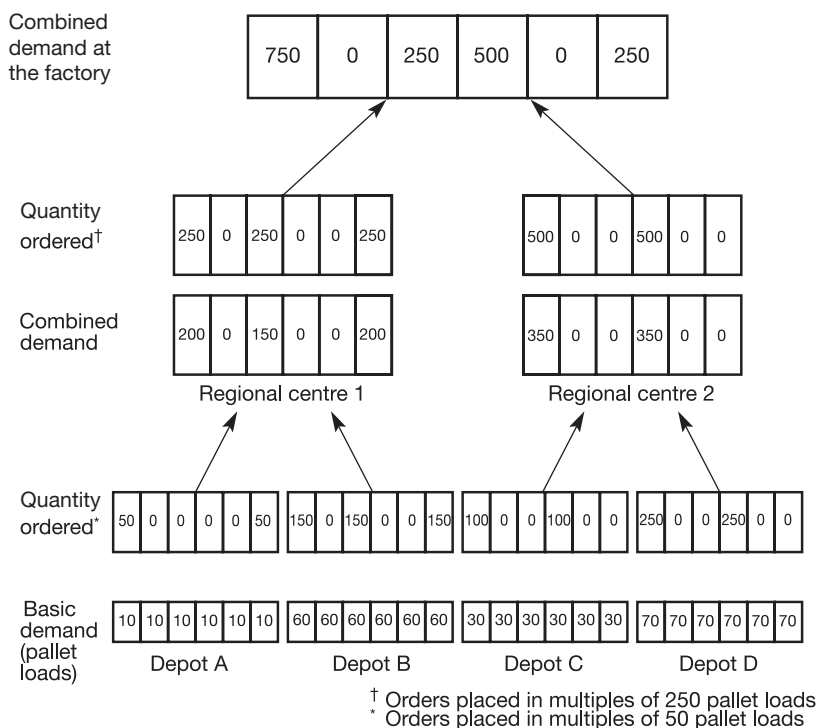 Combined
demand at
the factory
750 0 250 500 0 250
Quantity
ordered†
250 0 250 0 0 250
500 0 0 500 0 0
Combined
demand
200 0 150 0 0 200
350 0 0 350 0 0
Regional centre 1
Regional centre 2
Quantity
ordered*
50 0 0 0 0 50
150 0 150 0 0 150
100 0 0 100 0 0
250 0 0 250 0 0
Basic
demand
(pallet
loads)
10 10 10 10 10 10
60 60 60 60 60 60
30 30 30 30 30 30
70 70 70 70 70 70
Depot A
Depot B
Depot C
Depot D
† Orders placed in multiples of 250 pallet loads
* Orders placed in multiples of 50 pallet loads